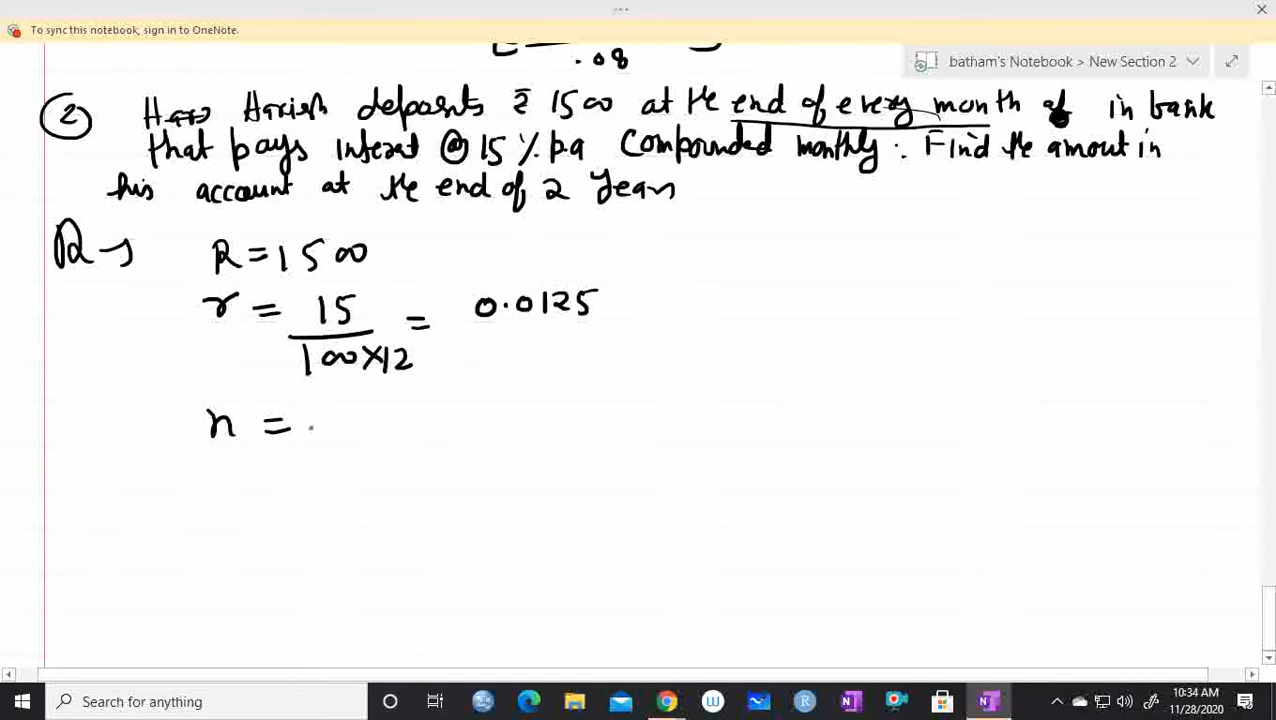 To sync this notebook, sign in to OneNote.
batham's Notebook > New Section 2
.08
② Harish deposits ₹ 1500 at the end of every month in bank
that pays interest @ 15 % p.a Compounded monthly. Find the amout in
his account at the end of 2 Years
R = 1500
r = 15 / 100×12 = 0.0125
n =
Search for anything
10:34 AM
11/28/2020